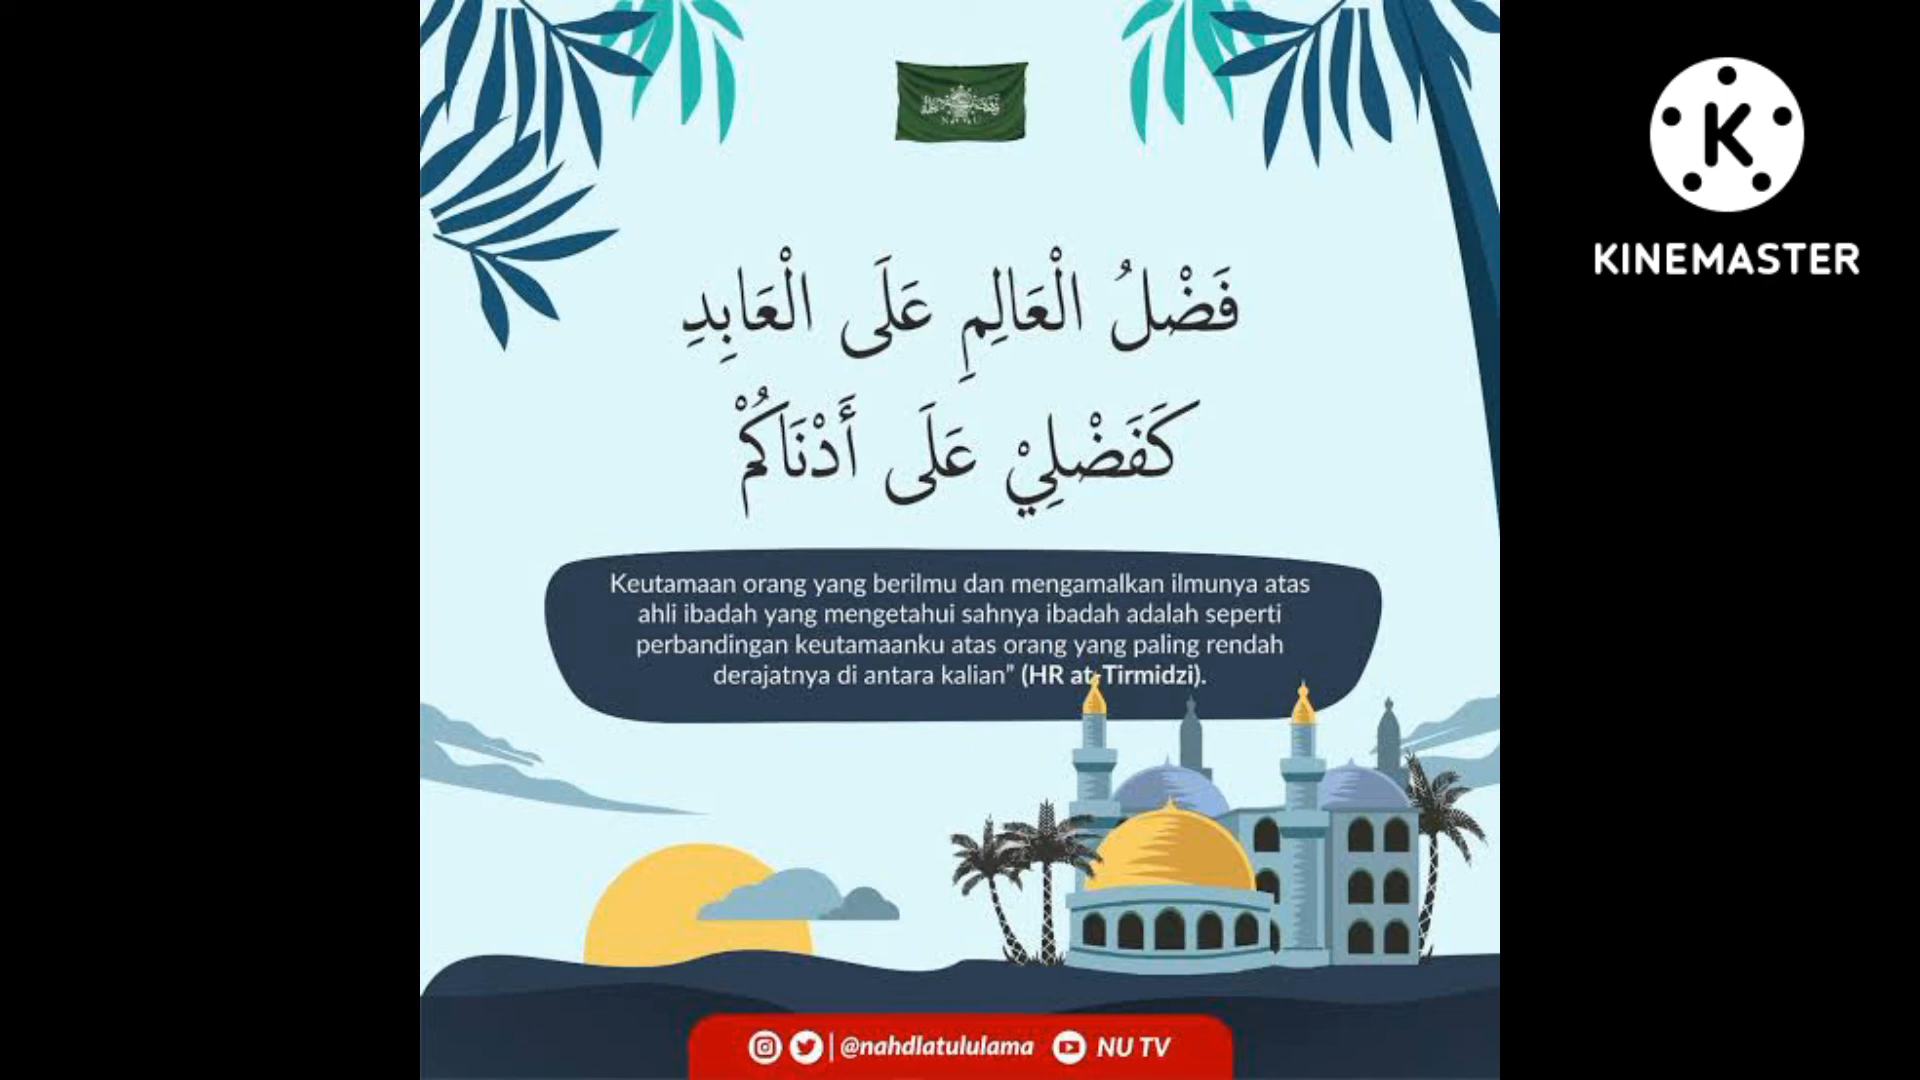 فَضْلُ الْعَالِمِ عَلَى الْعَابِدِ
كَفَضْلِيْ عَلَى أَدْنَاكُمْ
Keutamaan orang yang berilmu dan mengamalkan ilmunya atas
ahli ibadah yang mengetahui sahnya ibadah adalah seperti
perbandingan keutamaanku atas orang yang paling rendah
derajatnya di antara kalian” (HR at-Tirmidzi).
@nahdlatululama NU TV
K
KINEMASTER